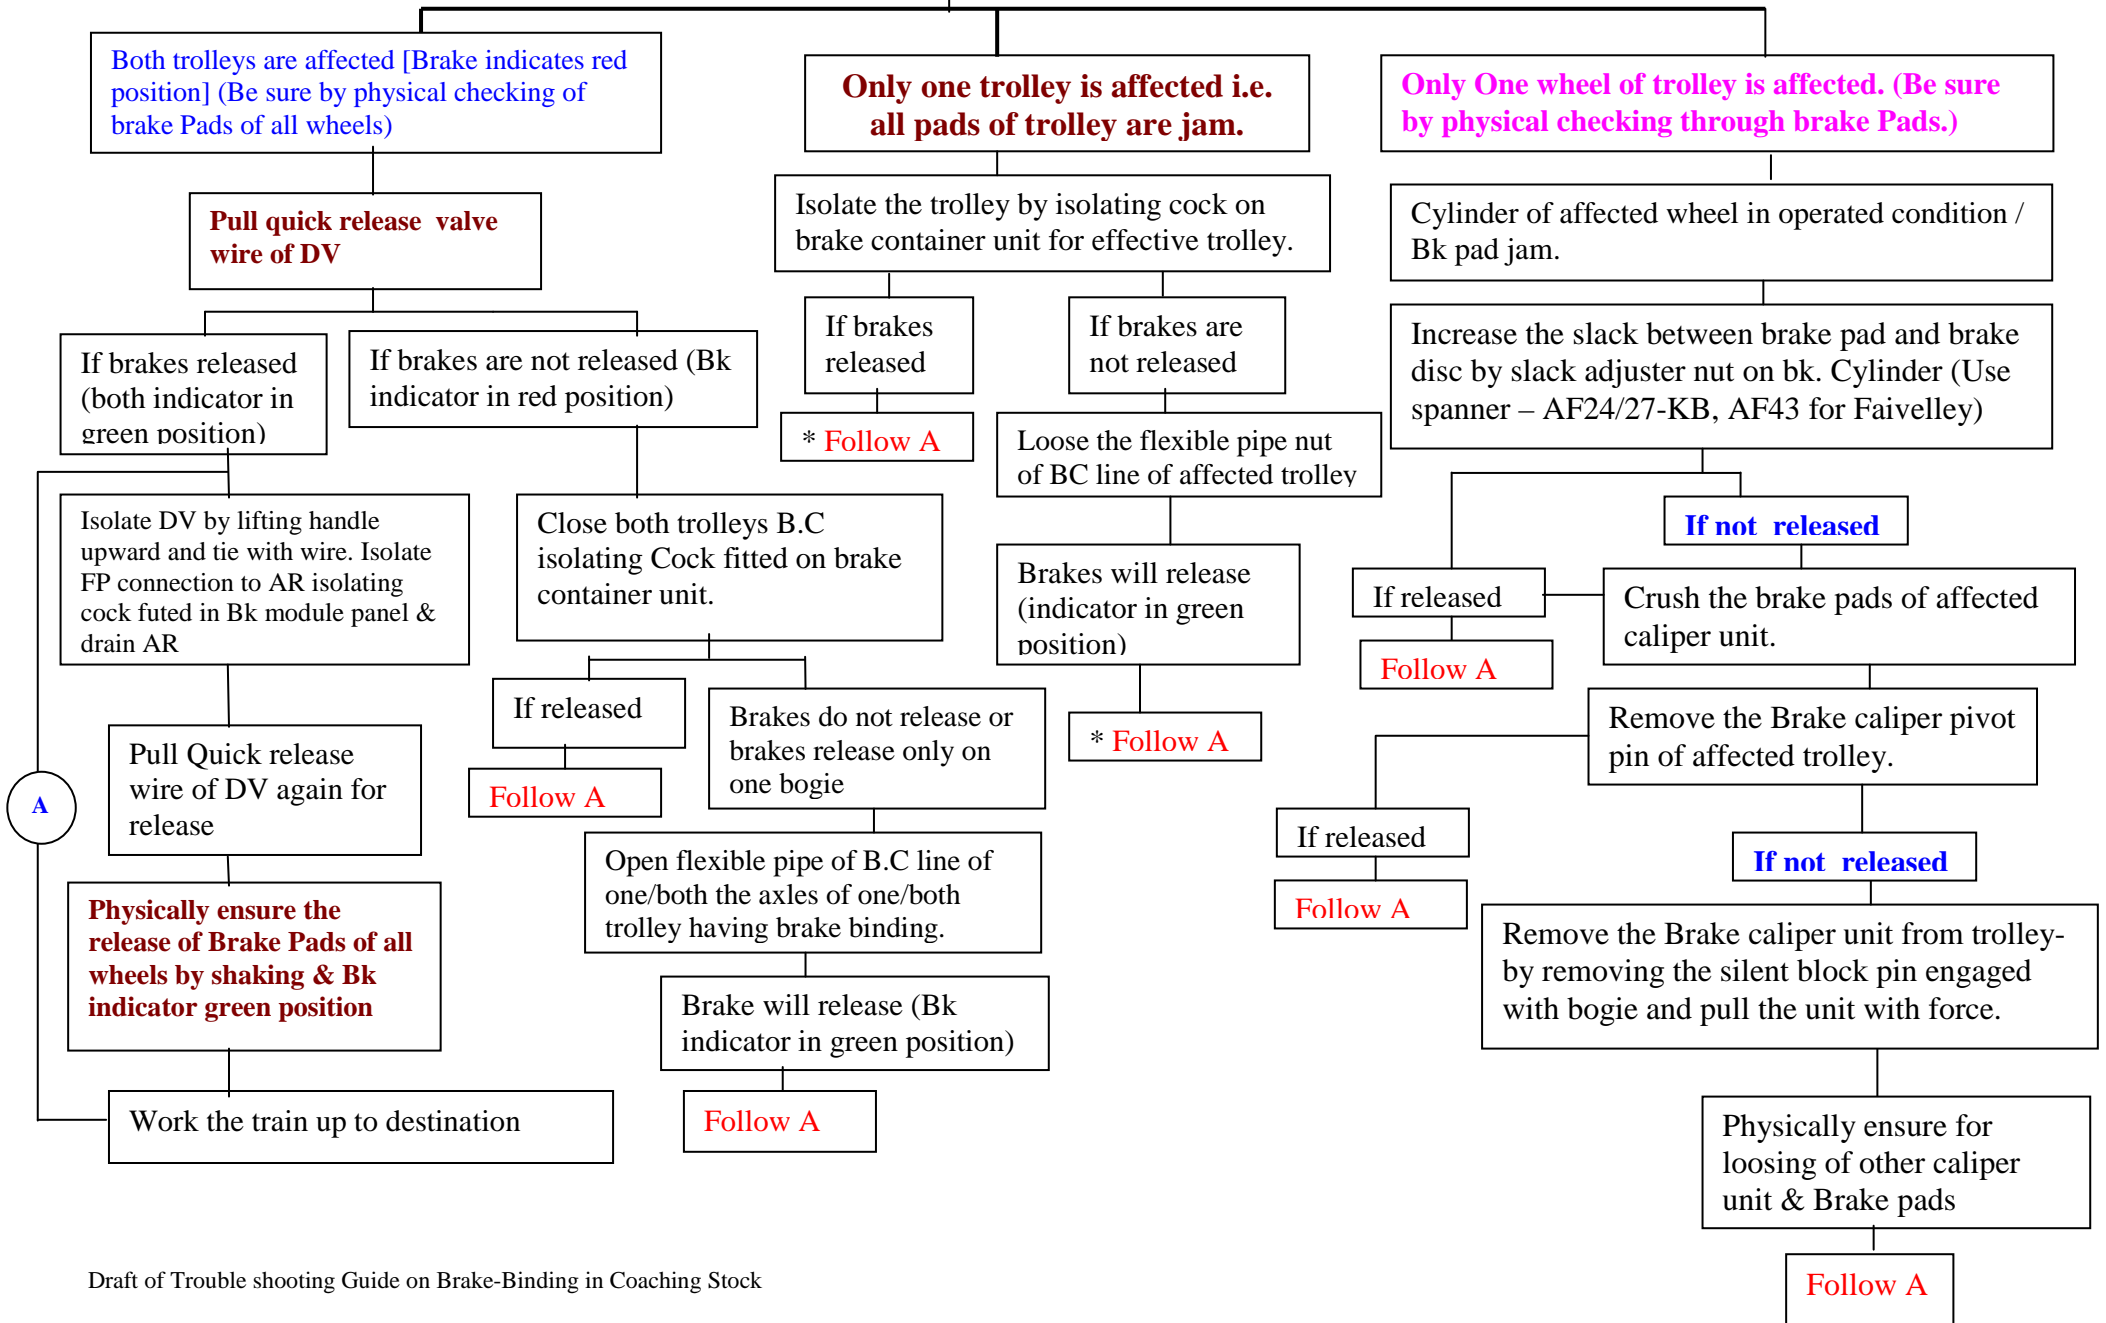 Both trolleys are affected [Brake indicates red
position] (Be sure by physical checking of
brake Pads of all wheels)
Pull quick release valve
wire of DV
If brakes released
(both indicator in
green position)
If brakes are not released (Bk
indicator in red position)
Isolate DV by lifting handle
upward and tie with wire. Isolate
FP connection to AR isolating
cock futed in Bk module panel &
drain AR
Pull Quick release
wire of DV again for
release
A
Physically ensure the
release of Brake Pads of all
wheels by shaking & Bk
indicator green position
Work the train up to destination
Close both trolleys B.C
isolating Cock fitted on brake
container unit.
If released
Follow A
Brakes do not release or
brakes release only on
one bogie
Open flexible pipe of B.C line of
one/both the axles of one/both
trolley having brake binding.
Brake will release (Bk
indicator in green position)
Follow A
Only one trolley is affected i.e.
all pads of trolley are jam.
Isolate the trolley by isolating cock on
brake container unit for effective trolley.
If brakes
released
* Follow A
If brakes are
not released
Loose the flexible pipe nut
of BC line of affected trolley
Brakes will release
(indicator in green
position)
* Follow A
Only One wheel of trolley is affected. (Be sure
by physical checking through brake Pads.)
Cylinder of affected wheel in operated condition /
Bk pad jam.
Increase the slack between brake pad and brake
disc by slack adjuster nut on bk. Cylinder (Use
spanner – AF24/27-KB, AF43 for Faivelley)
If released
Follow A
If not released
Crush the brake pads of affected
caliper unit.
Remove the Brake caliper pivot
pin of affected trolley.
If released
Follow A
If not released
Remove the Brake caliper unit from trolley-
by removing the silent block pin engaged
with bogie and pull the unit with force.
Physically ensure for
loosing of other caliper
unit & Brake pads
Follow A
Draft of Trouble shooting Guide on Brake-Binding in Coaching Stock